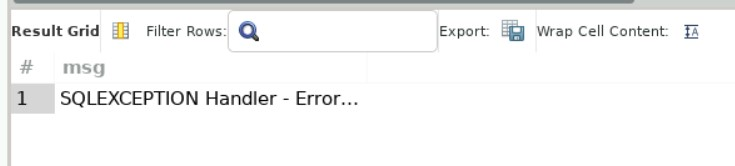 Result Grid Filter Rows: Export: Wrap Cell Content:
# msg
1 SQLEXCEPTION Handler - Error...